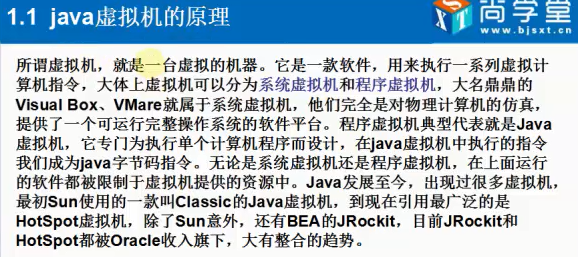 1.1 java虚拟机的原理
尚学堂
www.bjsxt.cn
所谓虚拟机，就是一台虚拟的机器。它是一款软件，用来执行一系列虚拟计
算机指令，大体上虚拟机可以分为系统虚拟机和程序虚拟机，大名鼎鼎的
Visual Box、VMare就属于系统虚拟机，他们完全是对物理计算机的仿真，
提供了一个可运行完整操作系统的软件平台。程序虚拟机典型代表就是Java
虚拟机，它专门为执行单个计算机程序而设计，在java虚拟机中执行的指令
我们成为java字节码指令。无论是系统虚拟机还是程序虚拟机，在上面运行
的软件都被限制于虚拟机提供的资源中。Java发展至今，出现过很多虚拟机，
最初Sun使用的一款叫Classic的Java虚拟机，到现在引用最广泛的是
HotSpot虚拟机，除了Sun意外，还有BEA的JRockit，目前JRockit和
HotSpot都被Oracle收入旗下，大有整合的趋势。